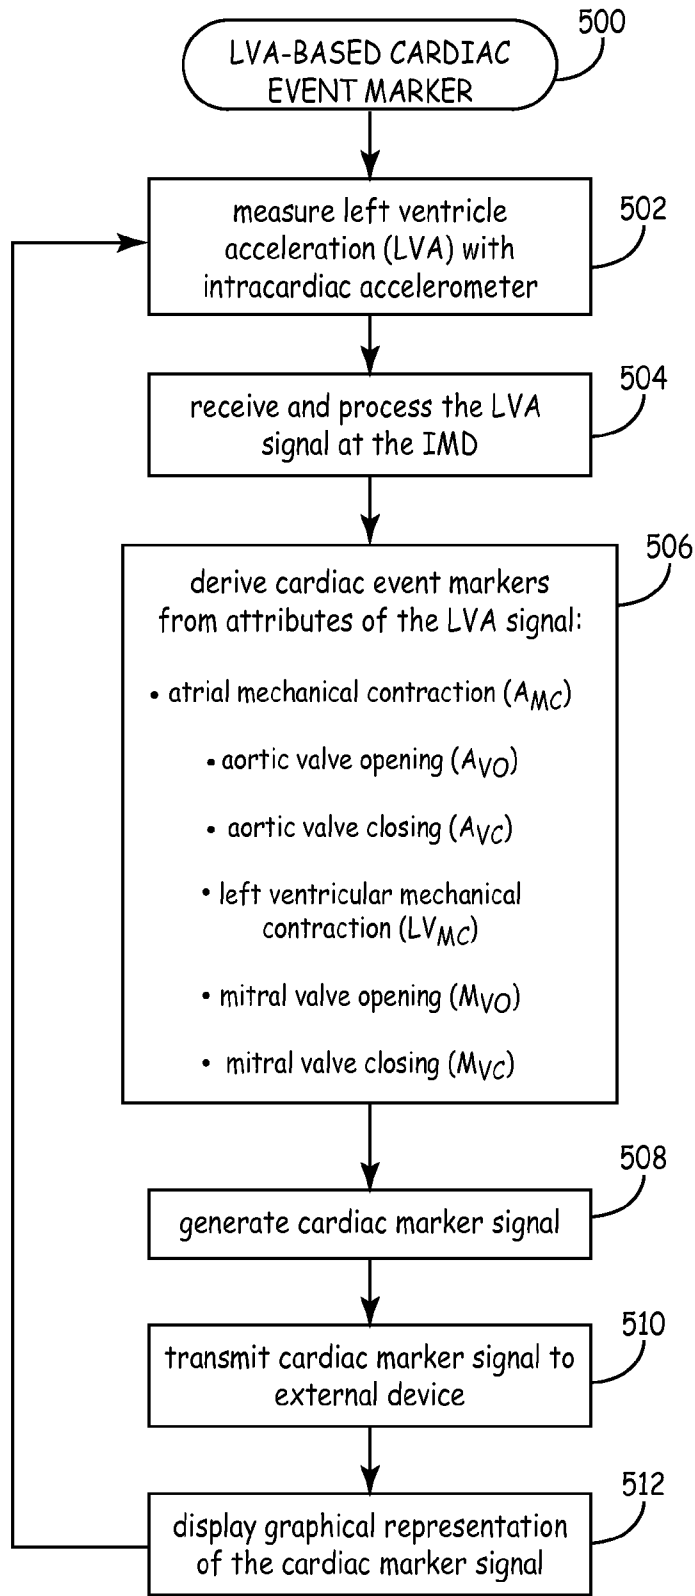 500
LVA-BASED CARDIAC
EVENT MARKER
502
measure left ventricle
acceleration (LVA) with
intracardiac accelerometer
504
receive and process the LVA
signal at the IMD
506
derive cardiac event markers
from attributes of the LVA signal:
• atrial mechanical contraction (AMC)
• aortic valve opening (AVO)
• aortic valve closing (AVC)
• left ventricular mechanical
contraction (LVMC)
• mitral valve opening (MVO)
• mitral valve closing (MVC)
508
generate cardiac marker signal
510
transmit cardiac marker signal to
external device
512
display graphical representation
of the cardiac marker signal